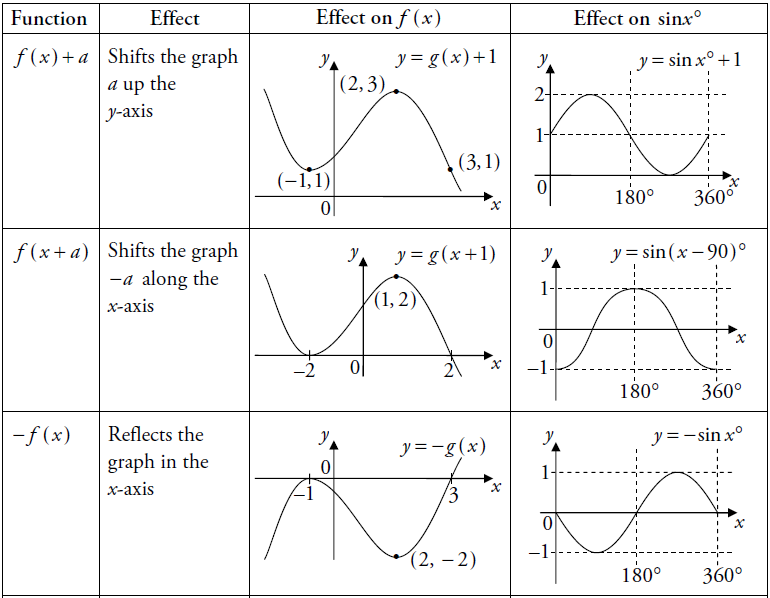 Function Effect Effect on f(x) Effect on sinx°
f(x)+a Shifts the graph
a up the
y-axis
y y=g(x)+1
(2,3)
(3,1)
(−1,1)
0 x
y y=sinx°+1
2
1
0 180° 360° x
f(x+a) Shifts the graph
−a along the
x-axis
y y=g(x+1)
(1,2)
−2 0 2 x
y y=sin(x−90)°
1
0 x
−1
180° 360°
−f(x) Reflects the
graph in the
x-axis
y y=−g(x)
0
−1 3 x
(2,−2)
y y=−sinx°
1
0 x
−1
180° 360°